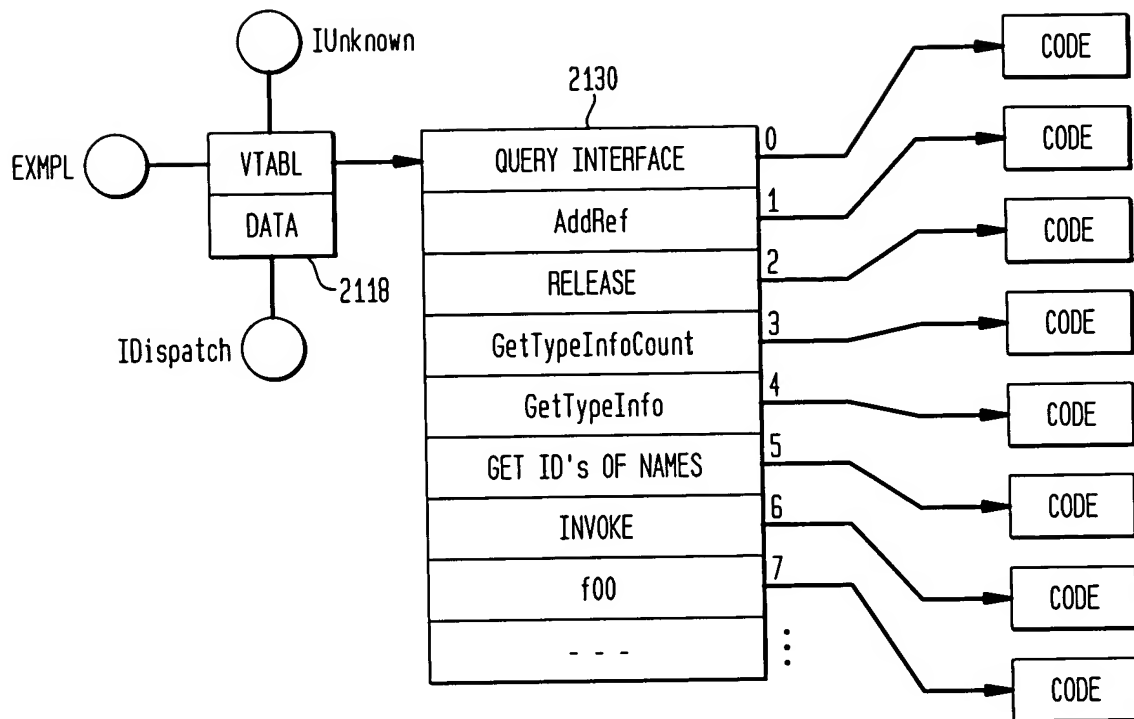 IUnknown
EXMPL
VTABL
DATA
2118
IDispatch
2130
QUERY INTERFACE
0
AddRef
1
RELEASE
2
GetTypeInfoCount
3
GetTypeInfo
4
GET ID's OF NAMES
5
INVOKE
6
f00
7
- - -
CODE
CODE
CODE
CODE
CODE
CODE
CODE
CODE